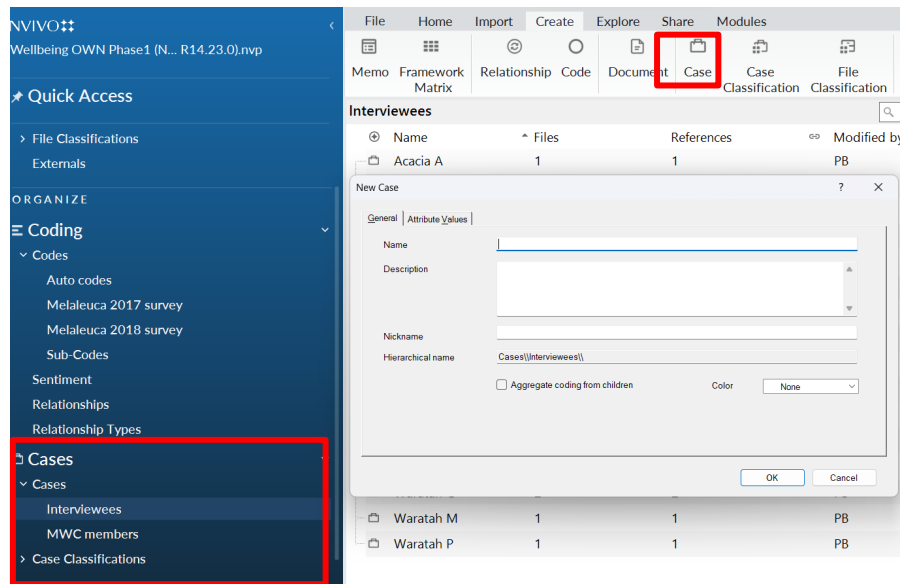 NVIVO
Wellbeing OWN Phase1 (N... R14.23.0).nvp
Quick Access
File Classifications
Externals
ORGANIZE
Coding
Codes
Auto codes
Melaleuca 2017 survey
Melaleuca 2018 survey
Sub-Codes
Sentiment
Relationships
Relationship Types
Cases
Cases
Interviewees
MWC members
Case Classifications
File Home Import Create Explore Share Modules
Memo Framework Matrix Relationship Code Document Case Case Classification File Classification
Interviewees
Name Files References Modified by
Acacia A 1 1 PB
New Case
General Attribute Values
Name
Description
Nickname
Hierarchical name Cases\\Interviewees\\
Aggregate coding from children Color None
OK Cancel
Waratah M 1 1 PB
Waratah P 1 1 PB